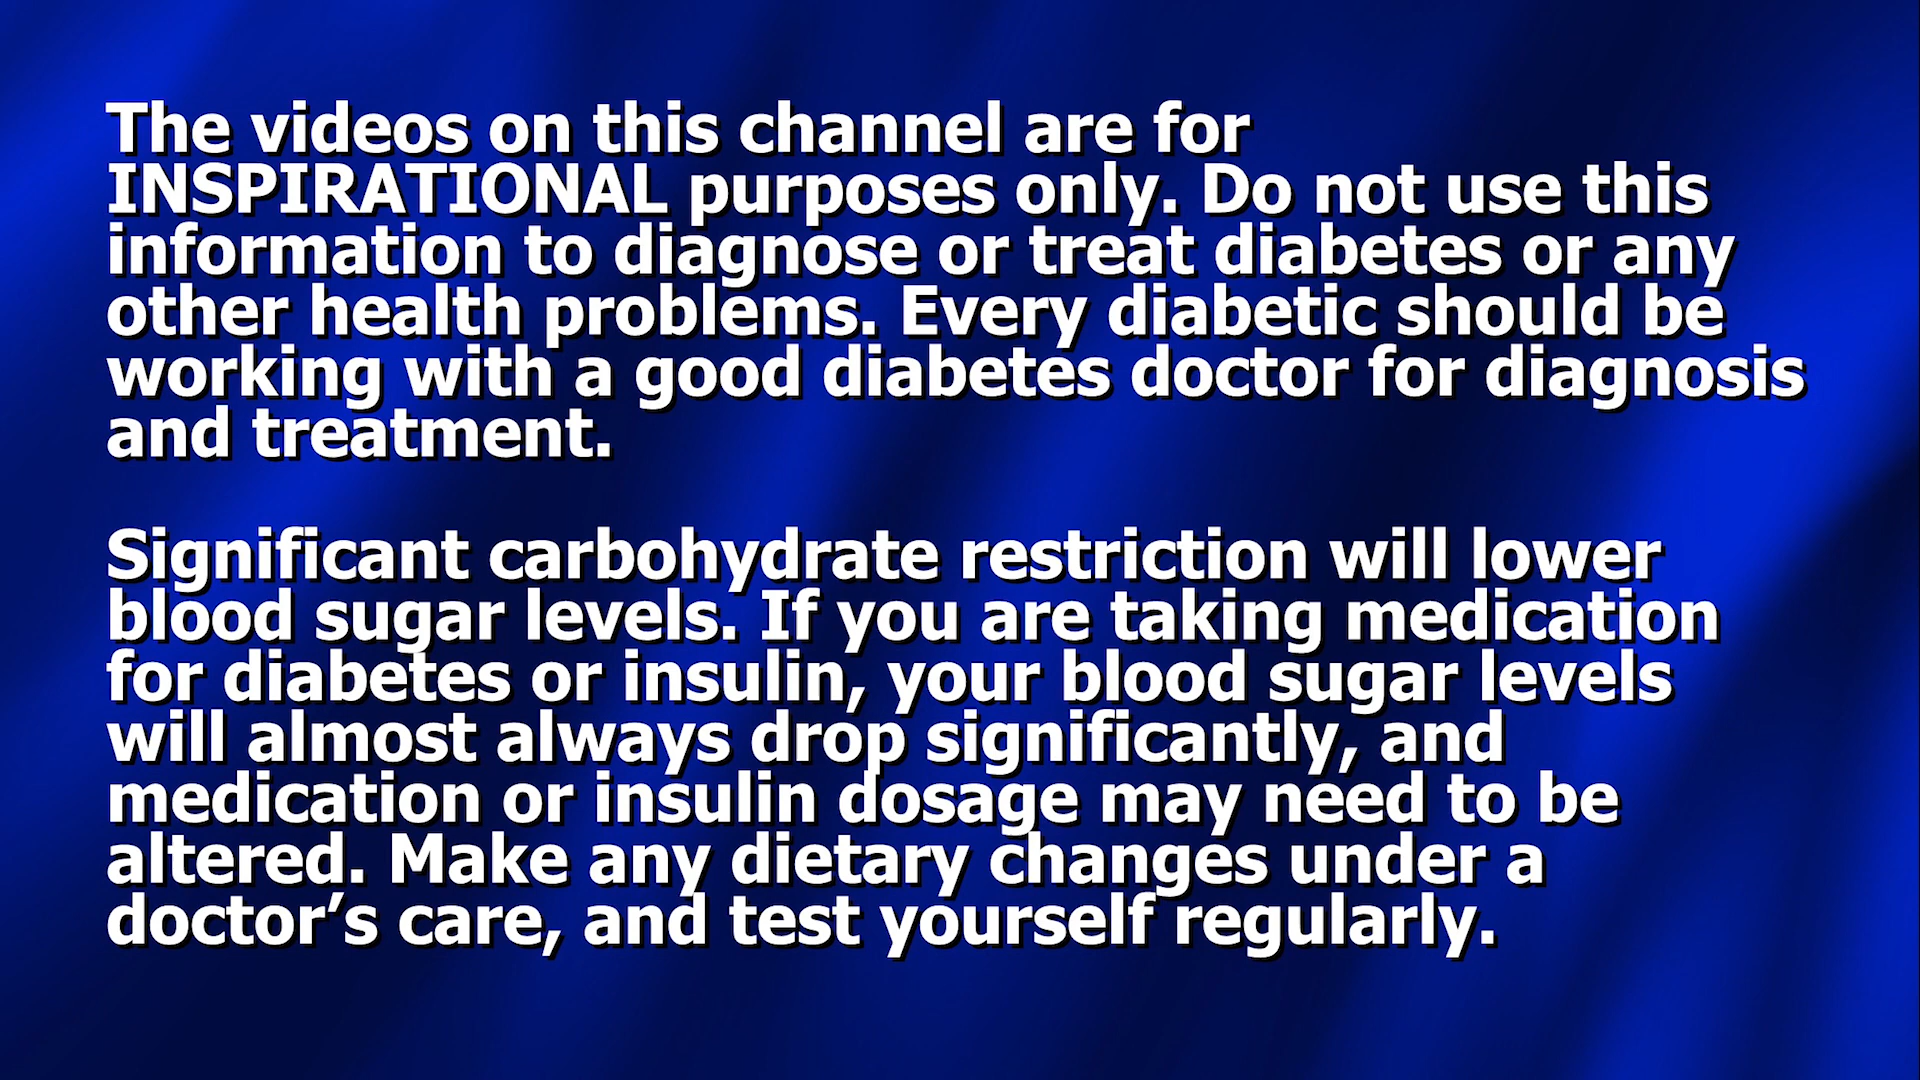 The videos on this channel are for
INSPIRATIONAL purposes only. Do not use this
information to diagnose or treat diabetes or any
other health problems. Every diabetic should be
working with a good diabetes doctor for diagnosis
and treatment.
Significant carbohydrate restriction will lower
blood sugar levels. If you are taking medication
for diabetes or insulin, your blood sugar levels
will almost always drop significantly, and
medication or insulin dosage may need to be
altered. Make any dietary changes under a
doctor’s care, and test yourself regularly.